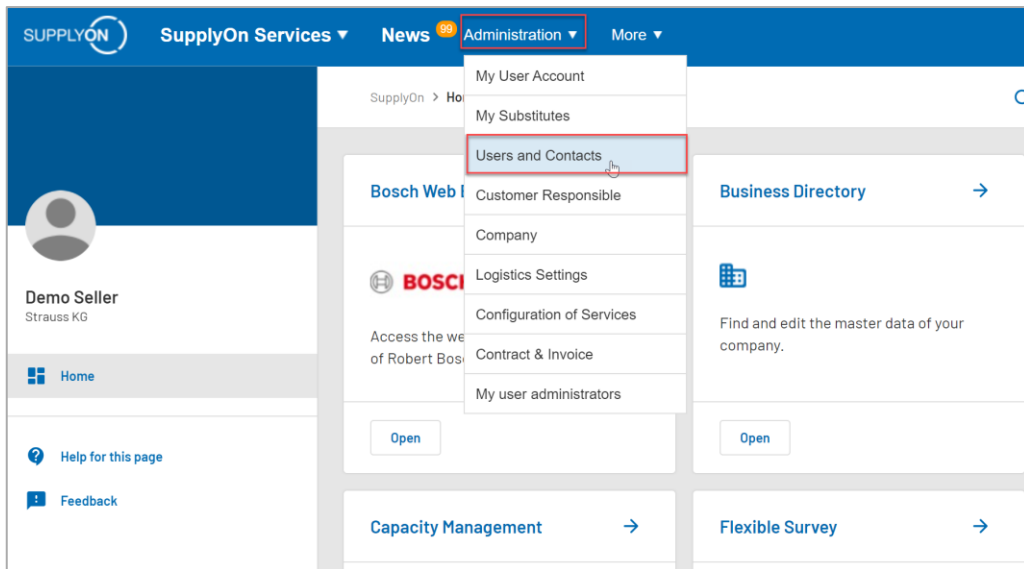 SUPPLYON
SupplyOn Services
News
99
Administration
More
My User Account
My Substitutes
Users and Contacts
Customer Responsible
Company
Logistics Settings
Configuration of Services
Contract & Invoice
My user administrators
SupplyOn > Ho
Demo Seller
Strauss KG
Home
Help for this page
Feedback
Bosch Web
BOSCH
Access the we
of Robert Bos
Open
Business Directory
Find and edit the master data of your
company.
Open
Capacity Management
Flexible Survey